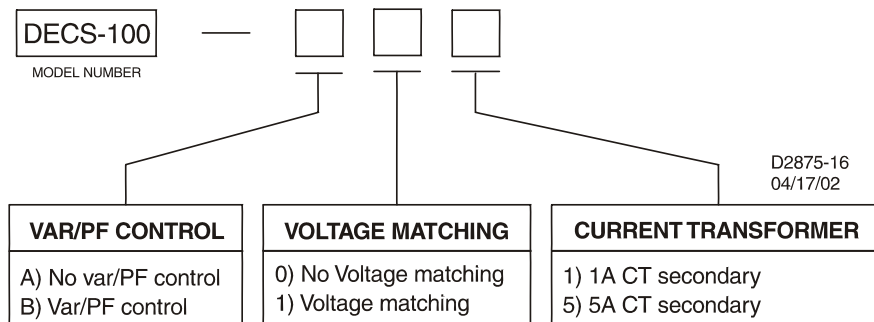 DECS-100
MODEL NUMBER
D2875-16
04/17/02
VAR/PF CONTROL
A) No var/PF control
B) Var/PF control
VOLTAGE MATCHING
0) No Voltage matching
1) Voltage matching
CURRENT TRANSFORMER
1) 1A CT secondary
5) 5A CT secondary